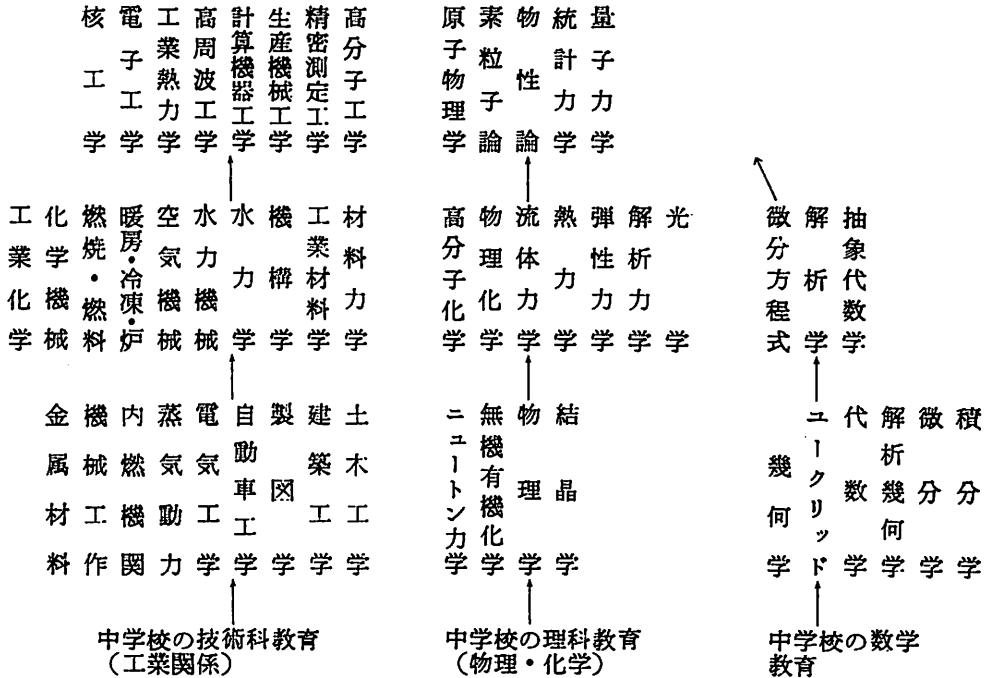 量子力学
統計力学
物性論
素粒子論
原子物理学
高分子工学
精密測定工学
生産機械工学
計算機器工学
高周波工学
工業熱力学
電子工学
核工学
抽象代数学
解析学
微分方程式
光学
解析力学
弾性力学
熱力学
流体力学
物理化学
高分子化学
材料力学
工業材料学
機構学
水力学
水力機械
空気機械
暖房・冷凍・炉
燃焼・燃料
化学機械
工業化学
積分学
微分学
解析幾何学
代数学
ユークリッド
幾何学
結晶学
物理学
無機有機化学
ニュートン力学
土木工学
建築工学
製図学
自動車工学
電気工学
蒸気動力
内燃機関
機械工作
金属材料
中学校の技術科教育
（工業関係）
中学校の理科教育
（物理・化学）
中学校の数学
教育